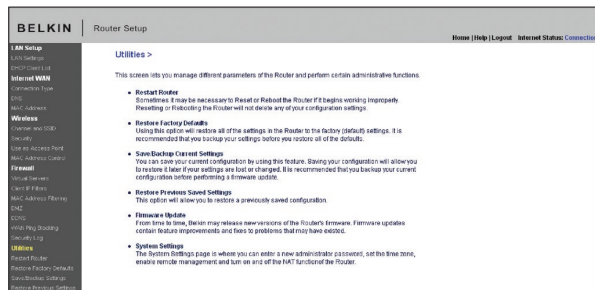 BELKIN
Router Setup
Home | Help | Logout Internet Status: Connection
LAN Setup
LAN Settings
DHCP Client List
Internet WAN
Connection Type
DNS
MAC Address
Wireless
Channel and SSID
Security
Use as Access Point
MAC Address Control
Firewall
Virtual Servers
Client IP Filters
MAC Address Filtering
DMZ
DDNS
WAN Ping Blocking
Security Log
Utilities
Restart Router
Restore Factory Defaults
Save/Backup Settings
Restore Previous Settings
Utilities >
This screen lets you manage different parameters of the Router and perform certain administrative functions.
• Restart Router
Sometimes it may be necessary to Reset or Reboot the Router if it begins working improperly.
Resetting or Rebooting the Router will not delete any of your configuration settings.
• Restore Factory Defaults
Using this option will restore all of the settings in the Router to the factory (default) settings. It is
recommended that you backup your settings before you restore all of the defaults.
• Save/Backup Current Settings
You can save your current configuration by using this feature. Saving your configuration will allow you
to restore it later if your settings are lost or changed. It is recommended that you backup your current
configuration before performing a firmware update.
• Restore Previous Saved Settings
This option will allow you to restore a previously saved configuration.
• Firmware Update
From time to time, Belkin may release new versions of the Router's firmware. Firmware updates
contain feature improvements and fixes to problems that may have existed.
• System Settings
The System Settings page is where you can enter a new administrator password, set the time zone,
enable remote management and turn on and off the NAT function of the Router.